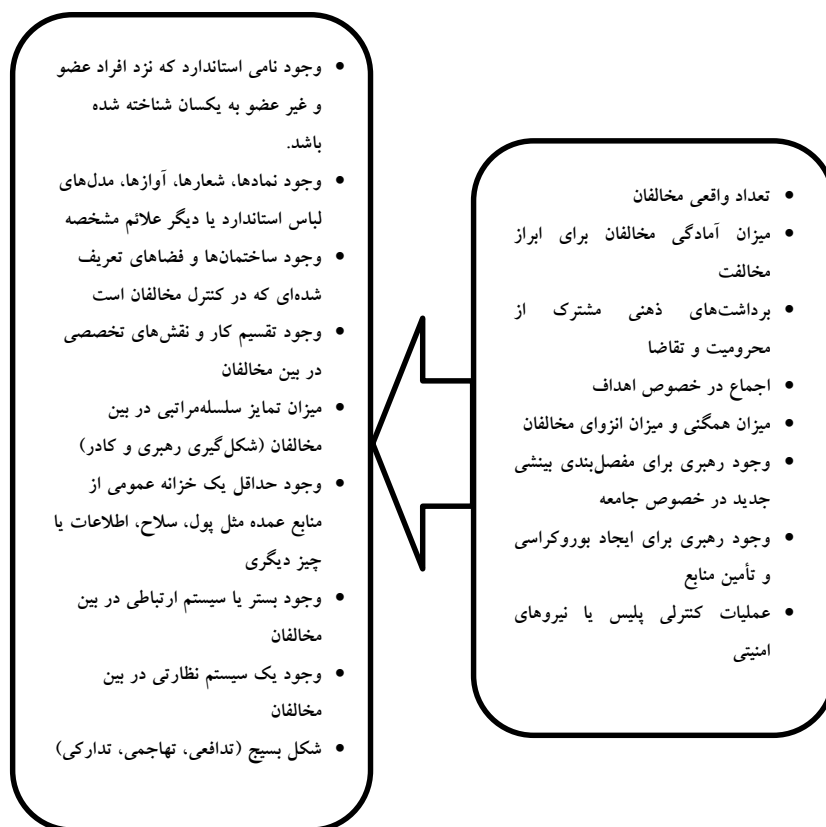 تعداد واقعی مخالفان
میزان آمادگی مخالفان برای ابراز
مخالفت
برداشت‌های ذهنی مشترک از
محرومیت و تقاضا
اجماع در خصوص اهداف
میزان همگنی و میزان انزوای مخالفان
وجود رهبری برای مفصل‌بندی بینشی
جدید در خصوص جامعه
وجود رهبری برای ایجاد بوروکراسی
و تأمین منابع
عملیات کنترلی پلیس یا نیروهای
امنیتی
وجود نامی استاندارد که نزد افراد عضو
و غیر عضو به یکسان شناخته شده
باشد.
وجود نمادها، شعارها، آوازها، مدل‌های
لباس استاندارد یا دیگر علائم مشخصه
وجود ساختمان‌ها و فضاهای تعریف
شده‌ای که در کنترل مخالفان است
وجود تقسیم کار و نقش‌های تخصصی
در بین مخالفان
میزان تمایز سلسله‌مراتبی در بین
مخالفان (شکل‌گیری رهبری و کادر)
وجود حداقل یک خزانه عمومی از
منابع عمده مثل پول، سلاح، اطلاعات یا
چیز دیگری
وجود بستر یا سیستم ارتباطی در بین
مخالفان
وجود یک سیستم نظارتی در بین
مخالفان
شکل بسیج (تدافعی، تهاجمی، تدارکی)